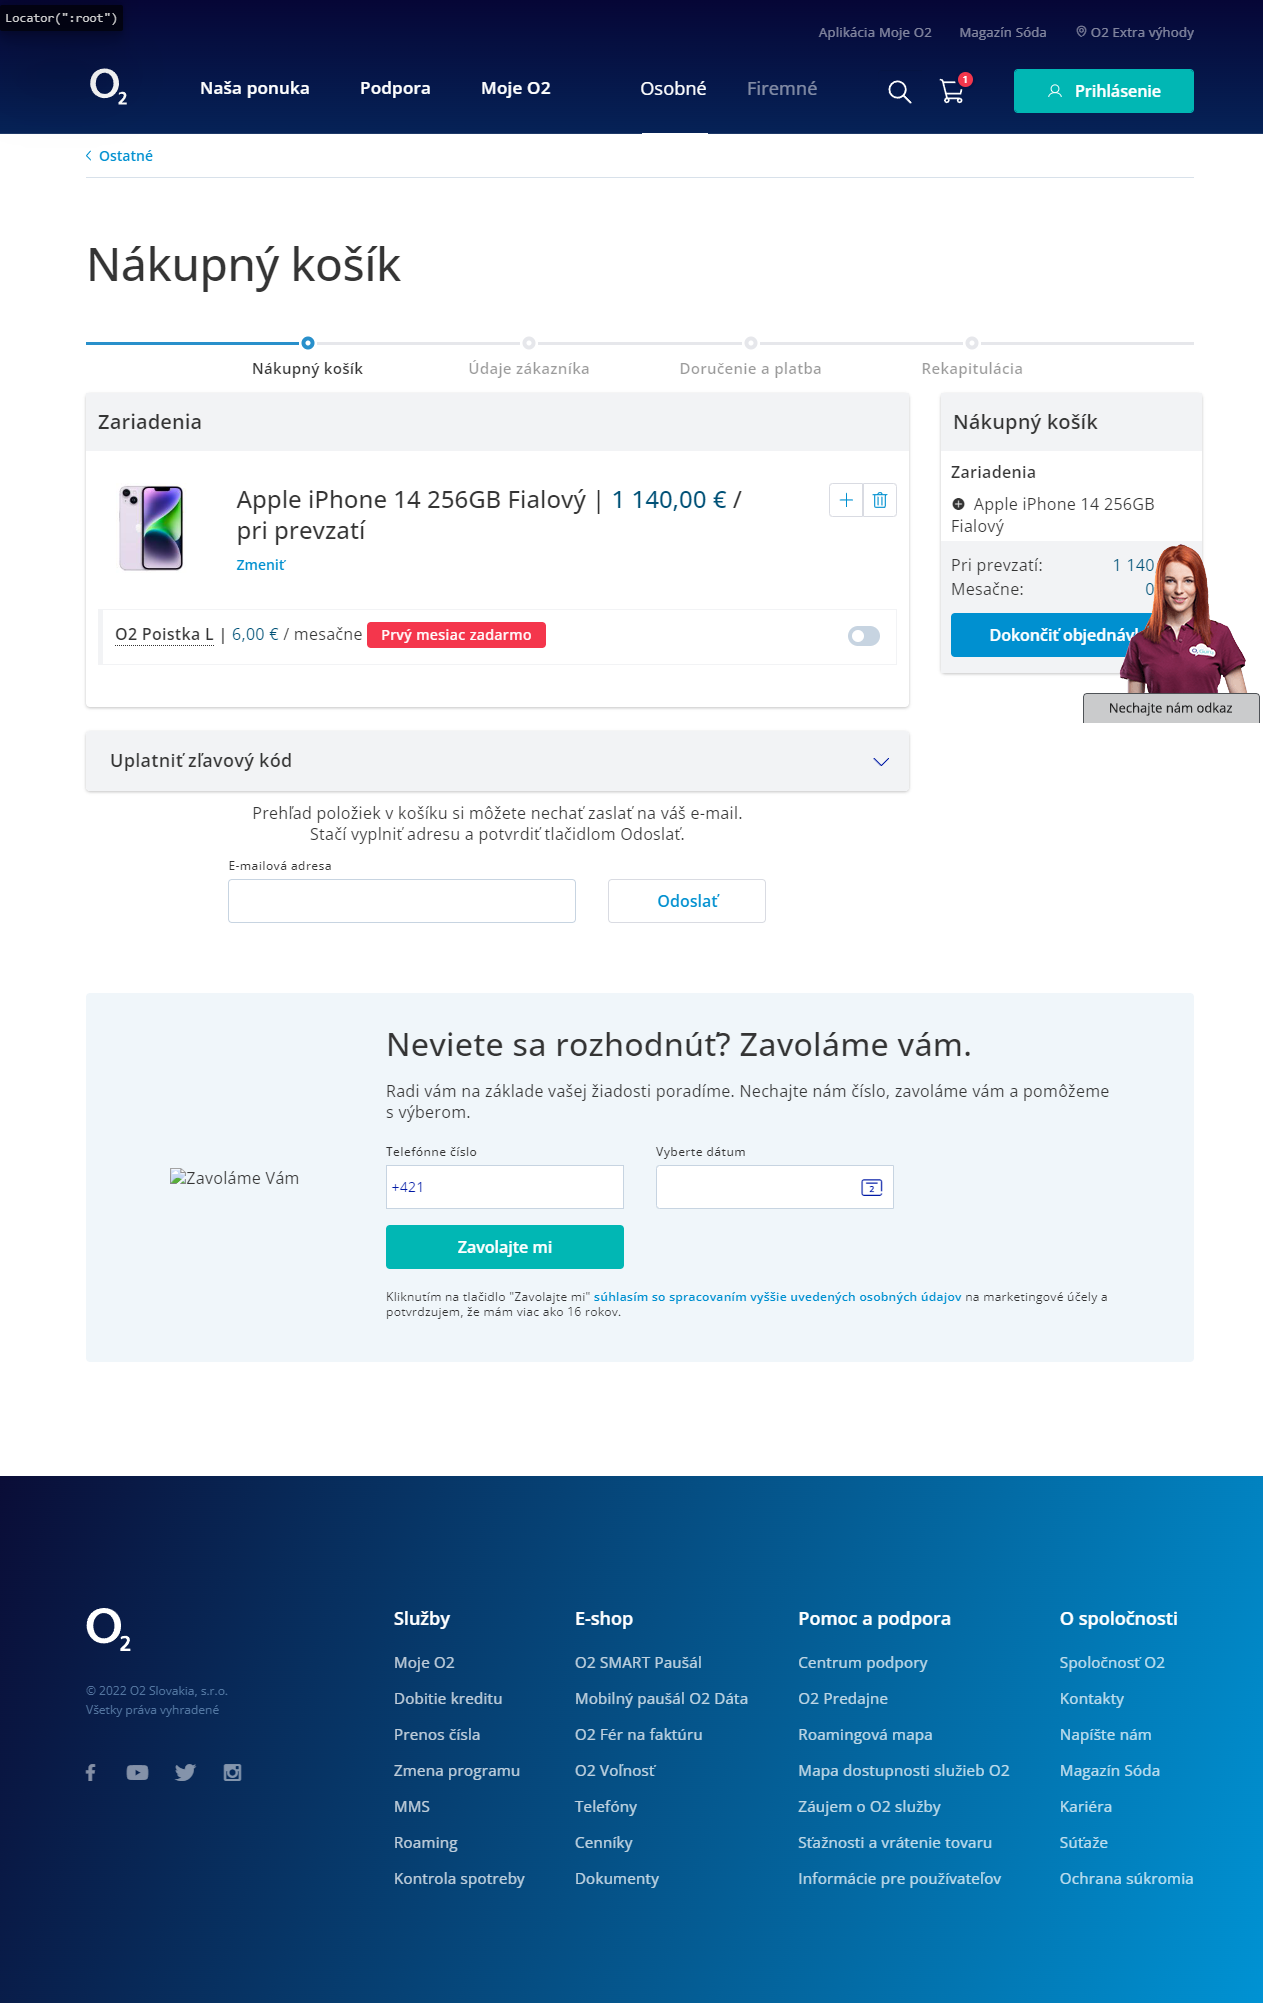 Locator(":root")
Aplikácia Moje O2 Magazín Sóda O2 Extra výhody
O2 Naša ponuka Podpora Moje O2 Osobné Firemné 1 Prihlásenie
Ostatné
Nákupný košík
Nákupný košík Údaje zákazníka Doručenie a platba Rekapitulácia
Zariadenia
Apple iPhone 14 256GB Fialový | 1 140,00 € /
pri prevzatí
Zmeniť
O2 Poistka L | 6,00 € / mesačne Prvý mesiac zadarmo
Nákupný košík
Zariadenia
Apple iPhone 14 256GB
Fialový
Pri prevzatí: 1 140
Mesačne: 0
Dokončiť objednáv
Nechajte nám odkaz
Uplatniť zľavový kód
Prehľad položiek v košíku si môžete nechať zaslať na váš e-mail.
Stačí vyplniť adresu a potvrdiť tlačidlom Odoslať.
E-mailová adresa
Odoslať
Neviete sa rozhodnúť? Zavoláme vám.
Radi vám na základe vašej žiadosti poradíme. Nechajte nám číslo, zavoláme vám a pomôžeme
s výberom.
Zavoláme Vám
Telefónne číslo Vyberte dátum
+421 2
Zavolajte mi
Kliknutím na tlačidlo "Zavolajte mi" súhlasím so spracovaním vyššie uvedených osobných údajov na marketingové účely a
potvrdzujem, že mám viac ako 16 rokov.
O2
© 2022 O2 Slovakia, s.r.o.
Všetky práva vyhradené
Služby
Moje O2
Dobitie kreditu
Prenos čísla
Zmena programu
MMS
Roaming
Kontrola spotreby
E-shop
O2 SMART Paušál
Mobilný paušál O2 Dáta
O2 Fér na faktúru
O2 Voľnosť
Telefóny
Cenníky
Dokumenty
Pomoc a podpora
Centrum podpory
O2 Predajne
Roamingová mapa
Mapa dostupnosti služieb O2
Záujem o O2 služby
Sťažnosti a vrátenie tovaru
Informácie pre používateľov
O spoločnosti
Spoločnosť O2
Kontakty
Napíšte nám
Magazín Sóda
Kariéra
Súťaže
Ochrana súkromia